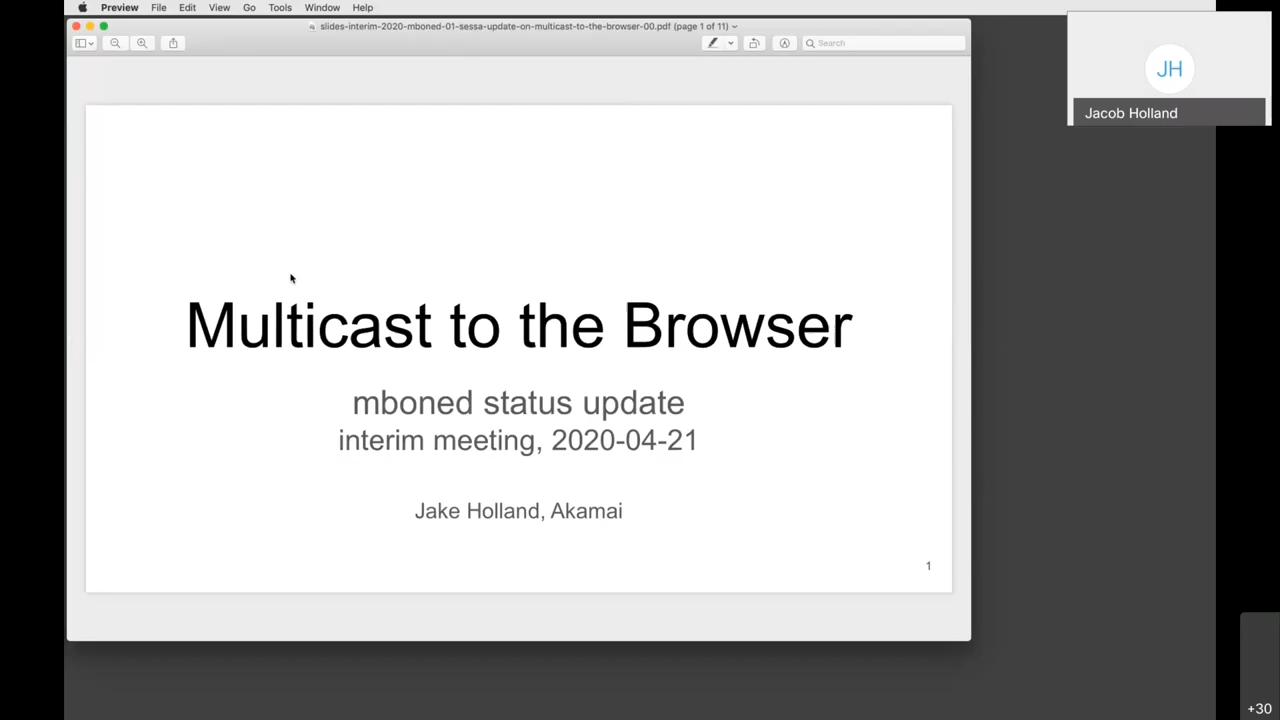 Preview File Edit View Go Tools Window Help
slides-interim-2020-mboned-01-sessa-update-on-multicast-to-the-browser-00.pdf (page 1 of 11)
Search
JH
Jacob Holland
Multicast to the Browser
mboned status update
interim meeting, 2020-04-21
Jake Holland, Akamai
1
+30